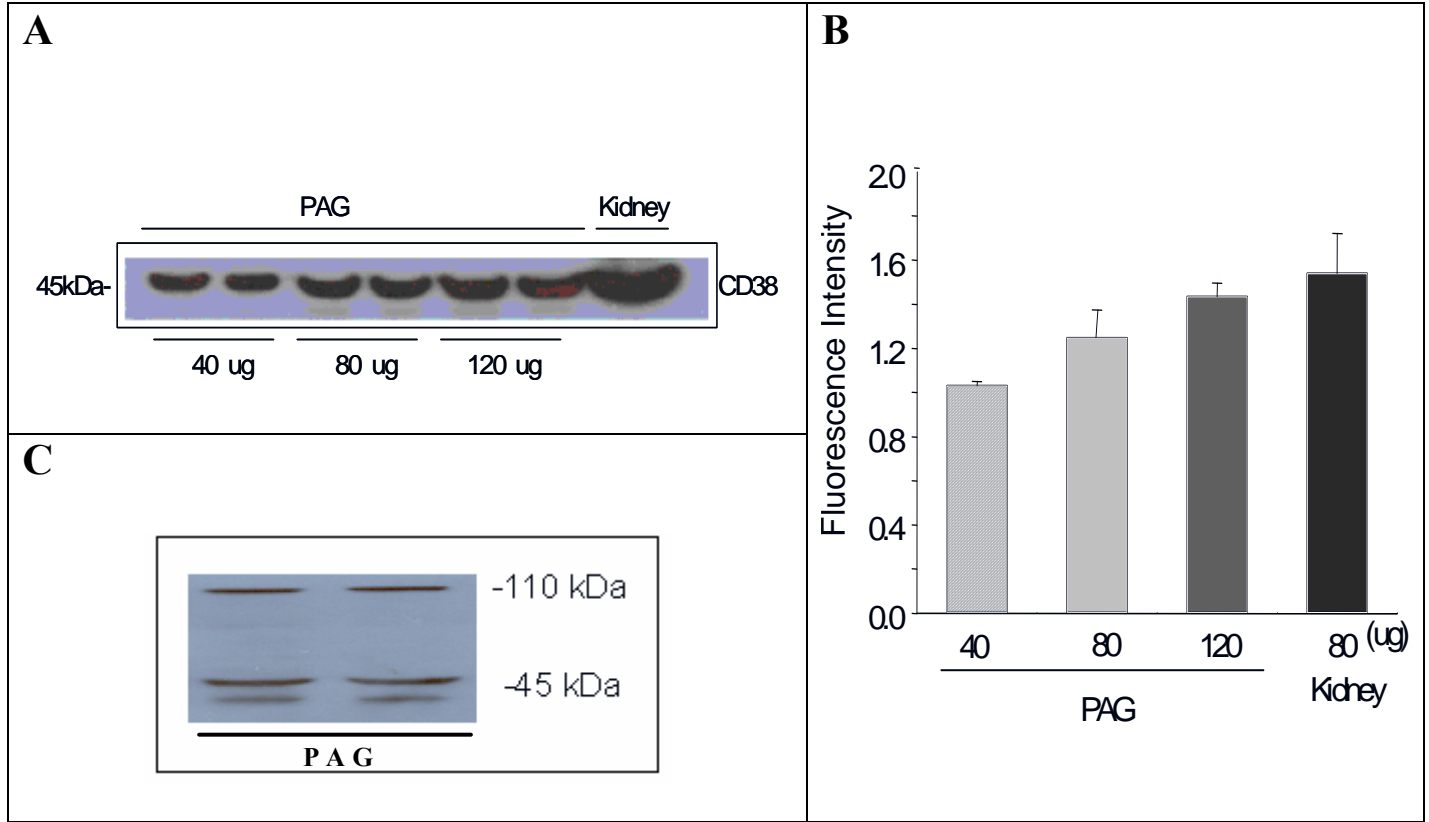 A
PAG Kidney
45kDa- CD38
40 ug 80 ug 120 ug
B
Fluorescence Intensity
2.0
1.6
1.2
0.8
0.4
0.0
40 80 120 80 (ug)
PAG Kidney
C
-110 kDa
-45 kDa
P A G